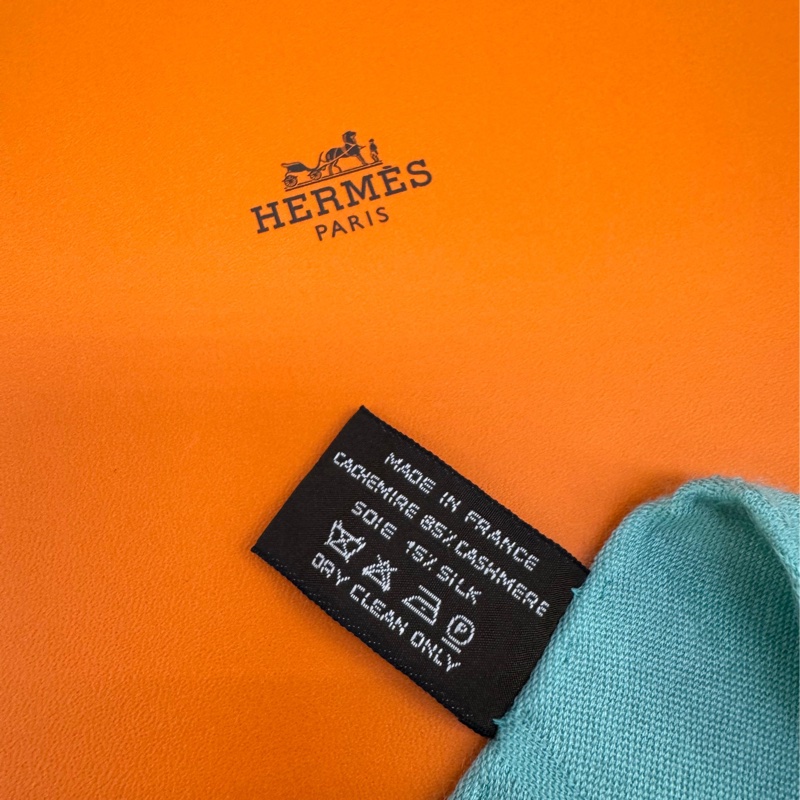 HERMÈS
PARIS
MADE IN FRANCE
CACHEMIRE 85% CASHMERE
SOIE 15% SILK
P
DRY CLEAN ONLY